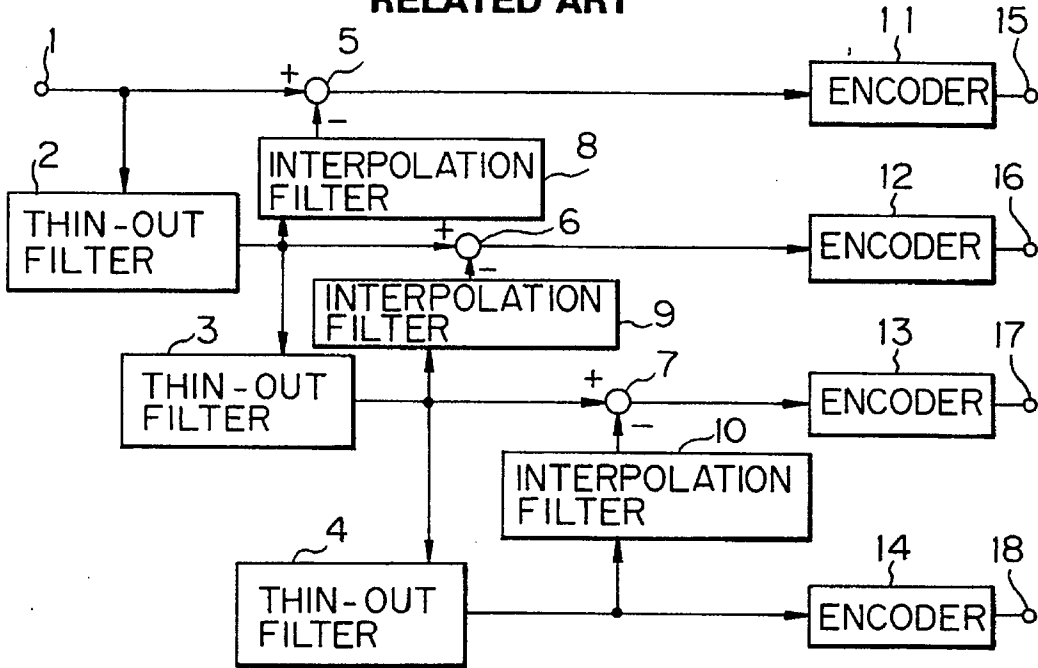 RELATED ART
1
5
11
15
+
ENCODER
−
2
INTERPOLATION
FILTER
8
12
16
THIN-OUT
FILTER
+
6
ENCODER
−
INTERPOLATION
FILTER
9
3
13
17
THIN-OUT
FILTER
+
7
ENCODER
−
10
INTERPOLATION
FILTER
4
14
18
THIN-OUT
FILTER
ENCODER